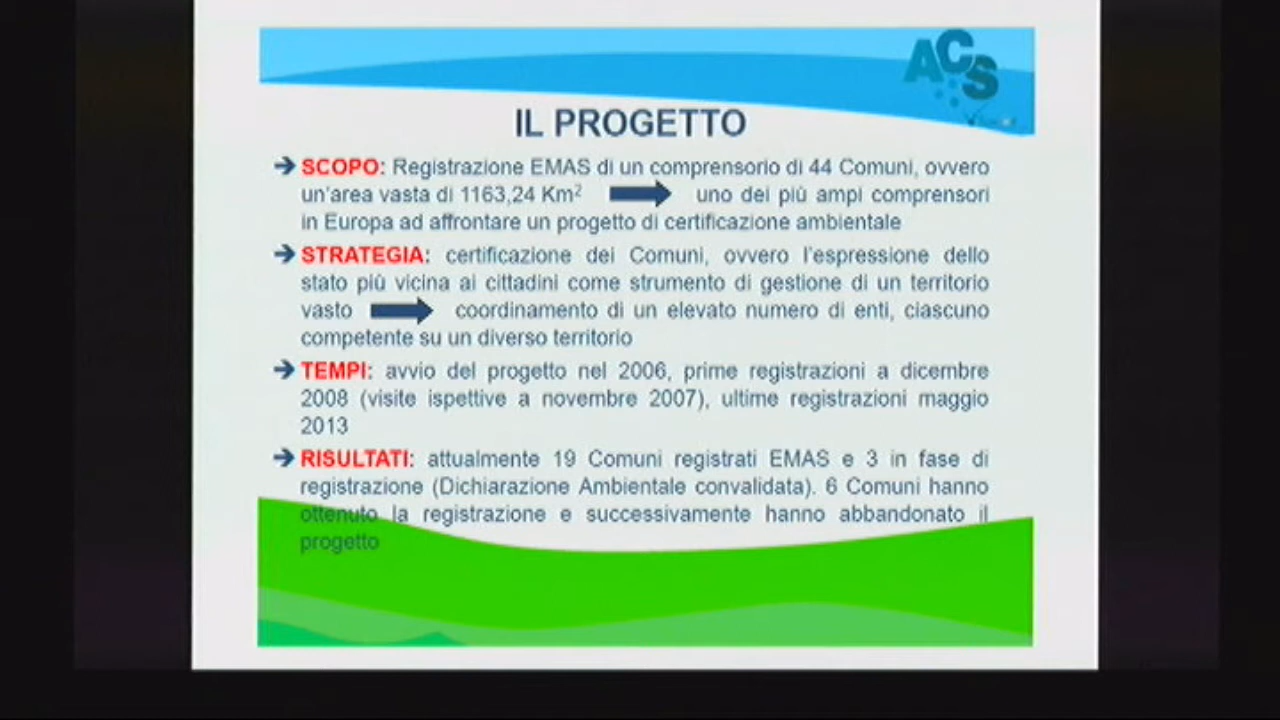 ACS
IL PROGETTO
SCOPO: Registrazione EMAS di un comprensorio di 44 Comuni, ovvero
un'area vasta di 1163,24 Km² uno dei più ampi comprensori
in Europa ad affrontare un progetto di certificazione ambientale
STRATEGIA: certificazione dei Comuni, ovvero l'espressione dello
stato più vicina ai cittadini come strumento di gestione di un territorio
vasto coordinamento di un elevato numero di enti, ciascuno
competente su un diverso territorio
TEMPI: avvio del progetto nel 2006, prime registrazioni a dicembre
2008 (visite ispettive a novembre 2007), ultime registrazioni maggio
2013
RISULTATI: attualmente 19 Comuni registrati EMAS e 3 in fase di
registrazione (Dichiarazione Ambientale convalidata). 6 Comuni hanno
ottenuto la registrazione e successivamente hanno abbandonato il
progetto